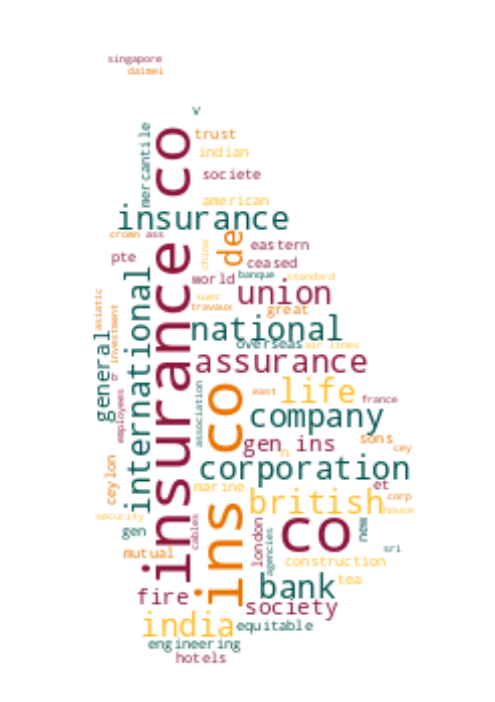 singapore
daimei
v
mercantile
insurance co
trust
indian
societe
american
insurance
crown
ass
china
de
eastern
pte
ceased
world
banque
standard
international
asiatic
suez
union
travaux
great
investment
national
general
overseas
air lines
assurance
b
employees
association
ins co
east
life
france
company
gen ins
sons
n
cey
ceylon
corporation
marine
et
british
corp
house
security
cables
co
gen
london
agencies
new
sri
mutual
construction
bank
tea
fire
society
india
equitable
engineering
hotels